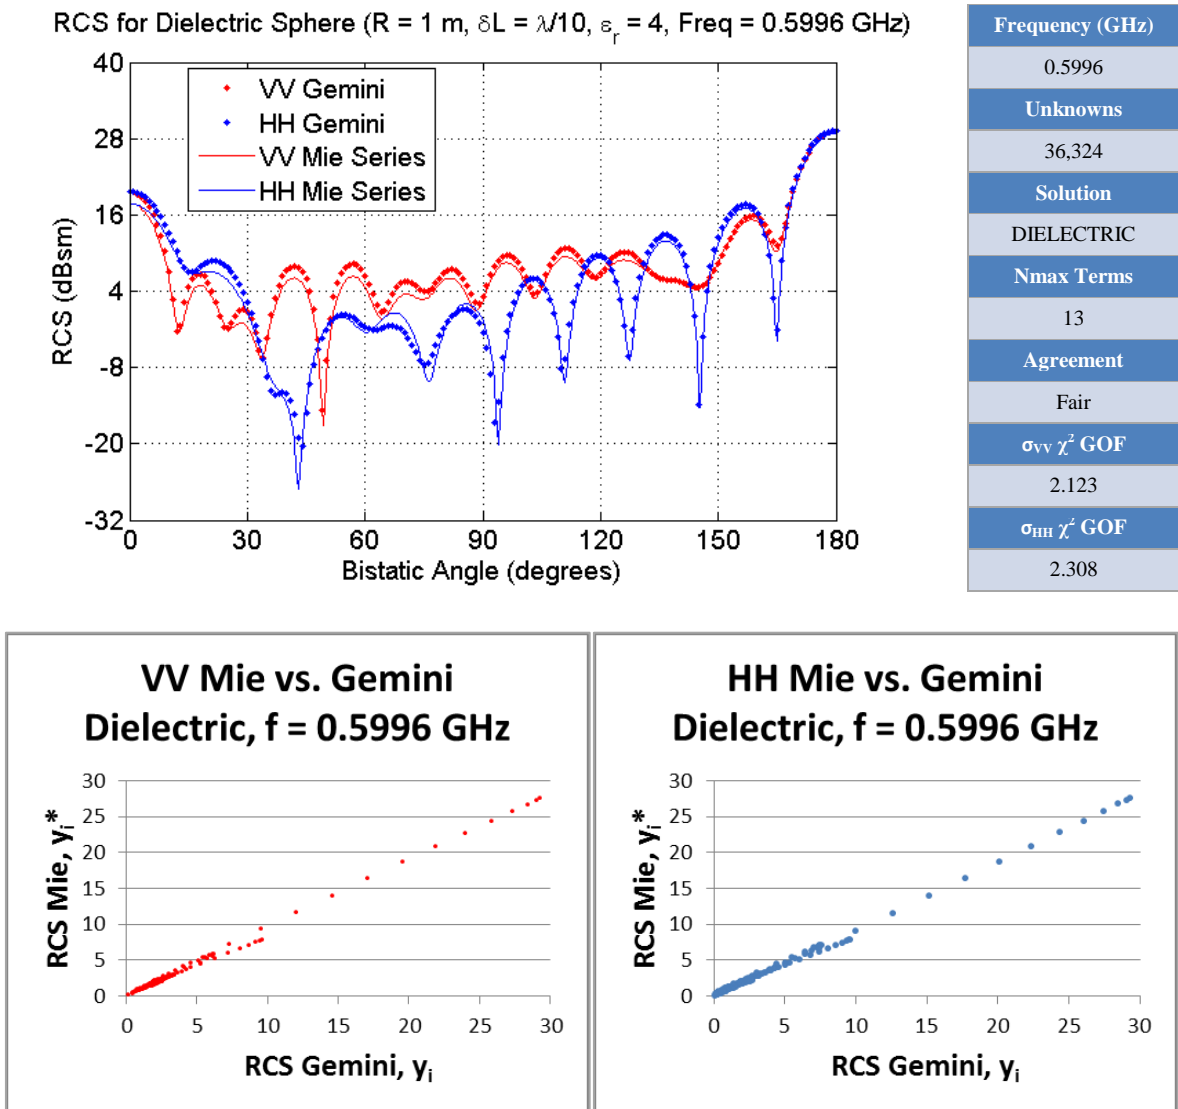 RCS for Dielectric Sphere (R = 1 m, δL = λ/10, εr = 4, Freq = 0.5996 GHz)
40
28
16
4
-8
-20
-32
RCS (dBsm)
VV Gemini
HH Gemini
VV Mie Series
HH Mie Series
0 30 60 90 120 150 180
Bistatic Angle (degrees)
Frequency (GHz)
0.5996
Unknowns
36,324
Solution
DIELECTRIC
Nmax Terms
13
Agreement
Fair
σVV χ² GOF
2.123
σHH χ² GOF
2.308
VV Mie vs. Gemini
Dielectric, f = 0.5996 GHz
30
25
20
15
10
5
0
RCS Mie, yi*
0 5 10 15 20 25 30
RCS Gemini, yi
HH Mie vs. Gemini
Dielectric, f = 0.5996 GHz
30
25
20
15
10
5
0
RCS Mie, yi*
0 5 10 15 20 25 30
RCS Gemini, yi